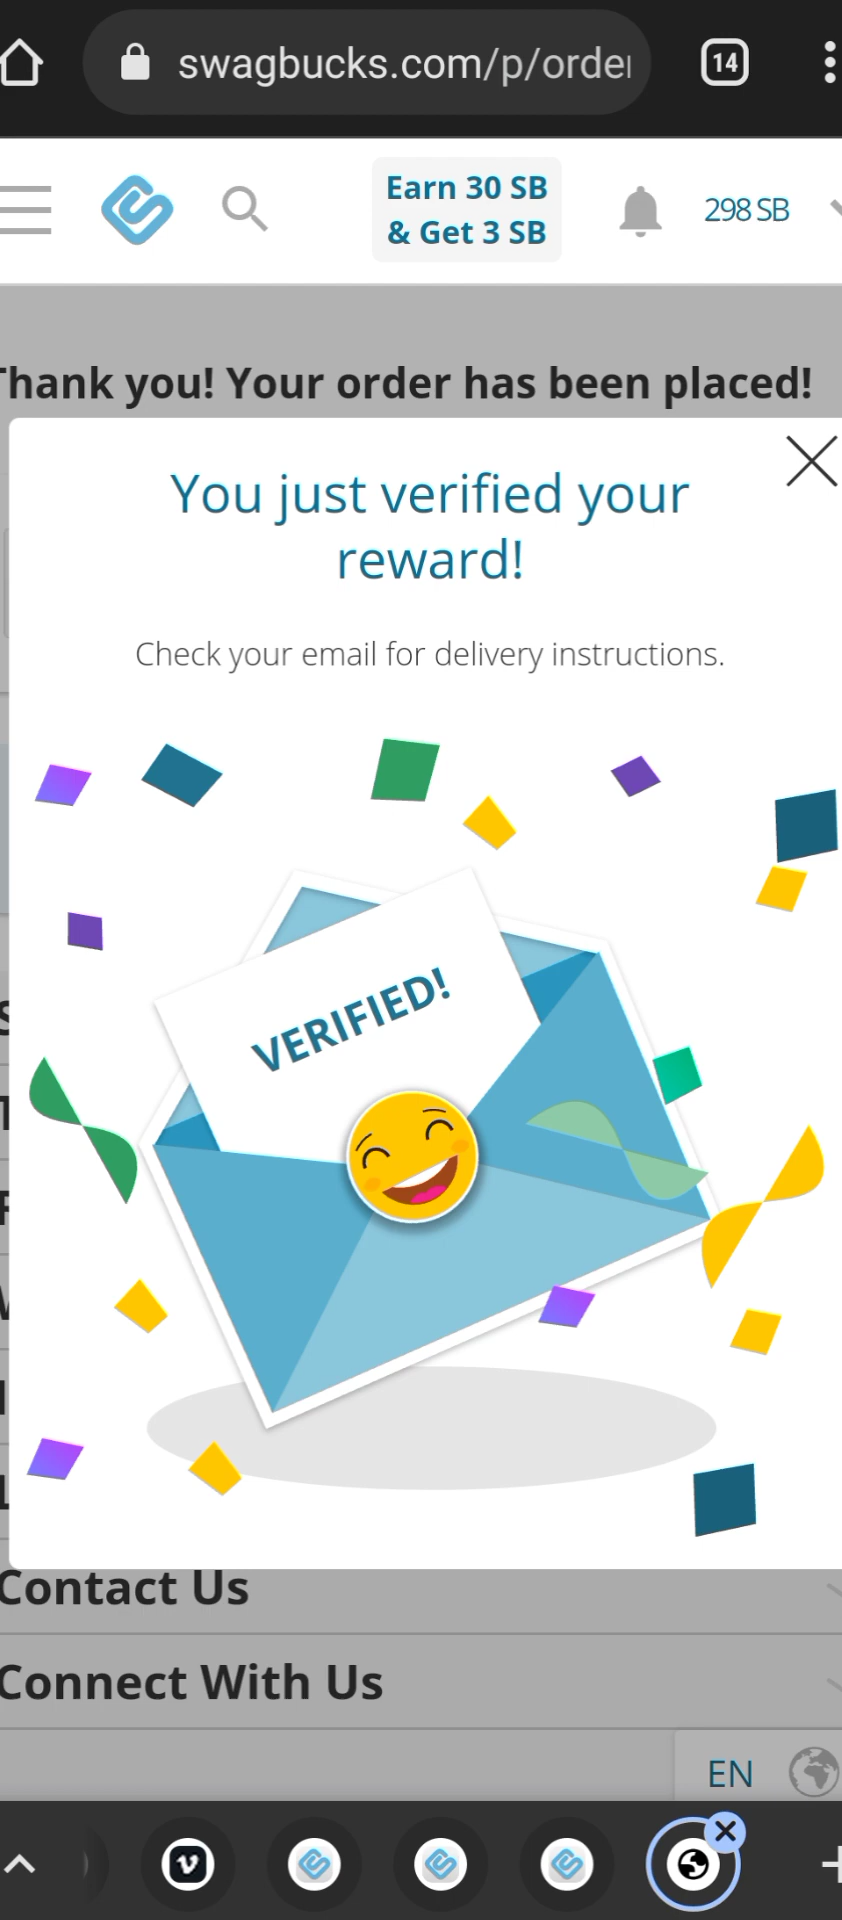 swagbucks.com/p/order
14
Earn 30 SB
& Get 3 SB
298 SB
Thank you! Your order has been placed!
You just verified your
reward!
Check your email for delivery instructions.
VERIFIED!
Contact Us
Connect With Us
EN